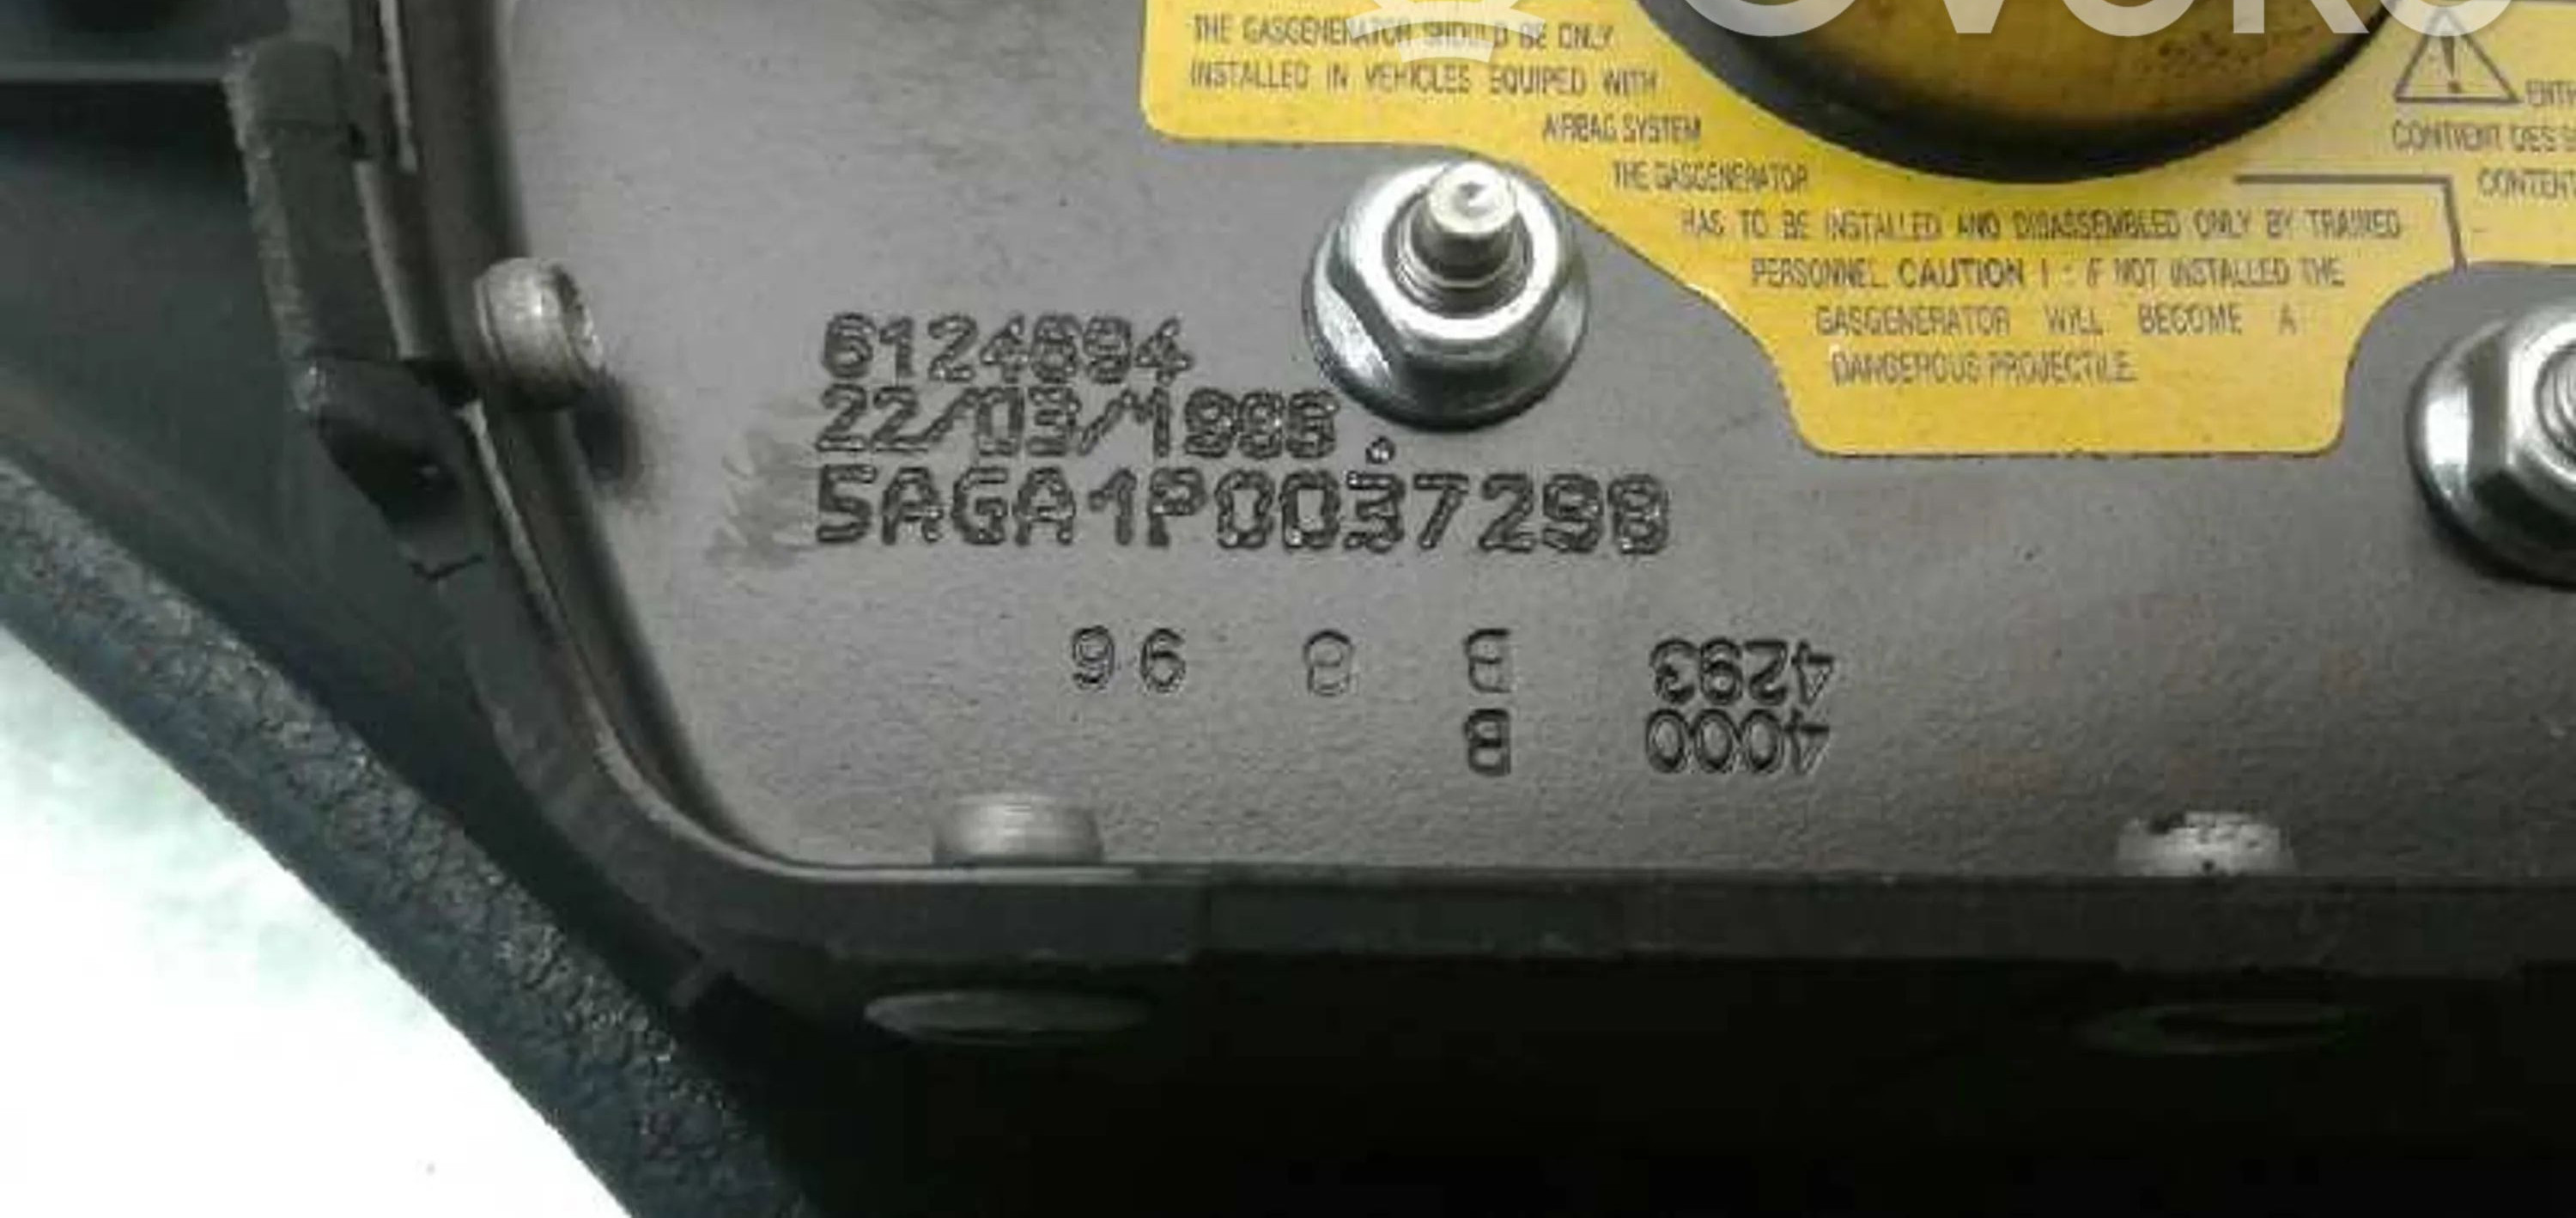 THE GASGENERATOR SHOULD BE ONLY
INSTALLED IN VEHICLES EQUIPED WITH
AIRBAG SYSTEM
THE GASGENERATOR
HAS TO BE INSTALLED AND DISASSEMBLED ONLY BY TRAINED
PERSONNEL. CAUTION ! - IF NOT INSTALLED THE
GASGENERATOR WILL BECOME A
DANGEROUS PROJECTILE.
CONTIENT DES
6124894
22/03/
5AGA1P0037298
96 8
4293
4000